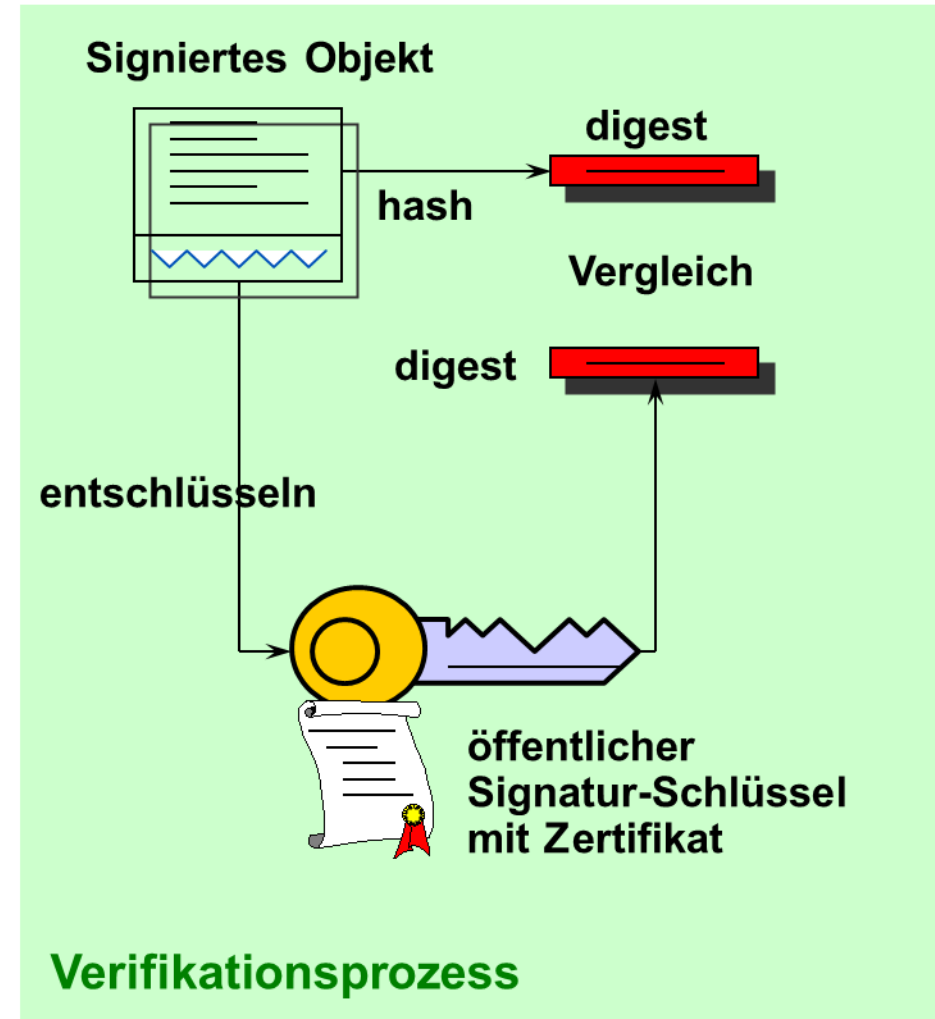 Signiertes Objekt
digest
hash
Vergleich
digest
entschlüsseln
öffentlicher
Signatur-Schlüssel
mit Zertifikat
Verifikationsprozess